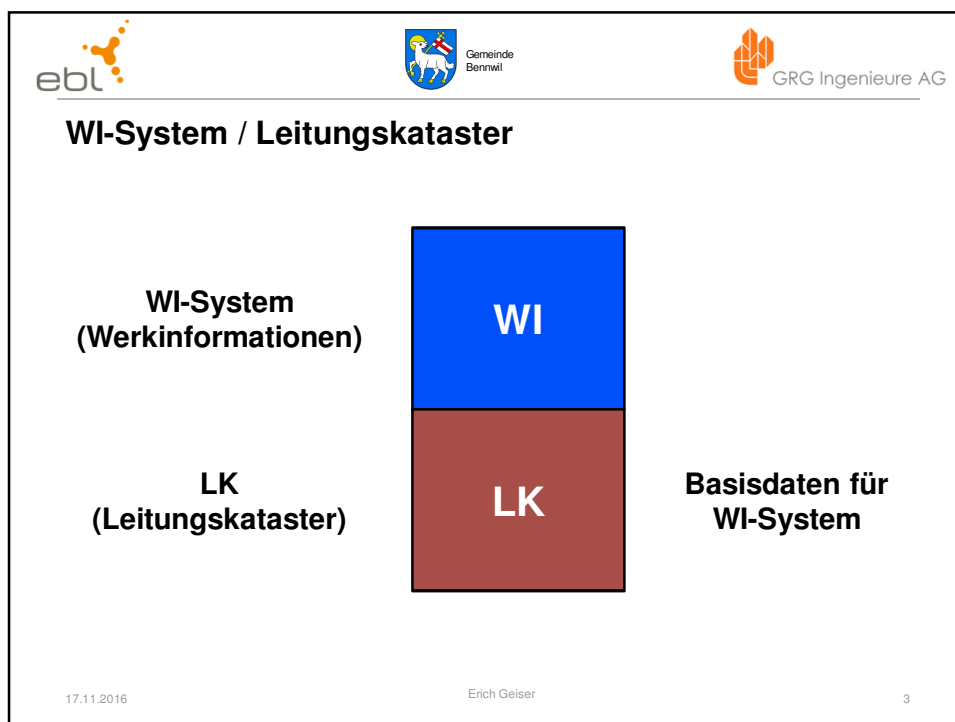 ebl
Gemeinde
Bennwil
GRG Ingenieure AG
WI-System / Leitungskataster
WI-System
(Werkinformationen)
WI
LK
(Leitungskataster)
LK
Basisdaten für
WI-System
17.11.2016
Erich Geiser
3